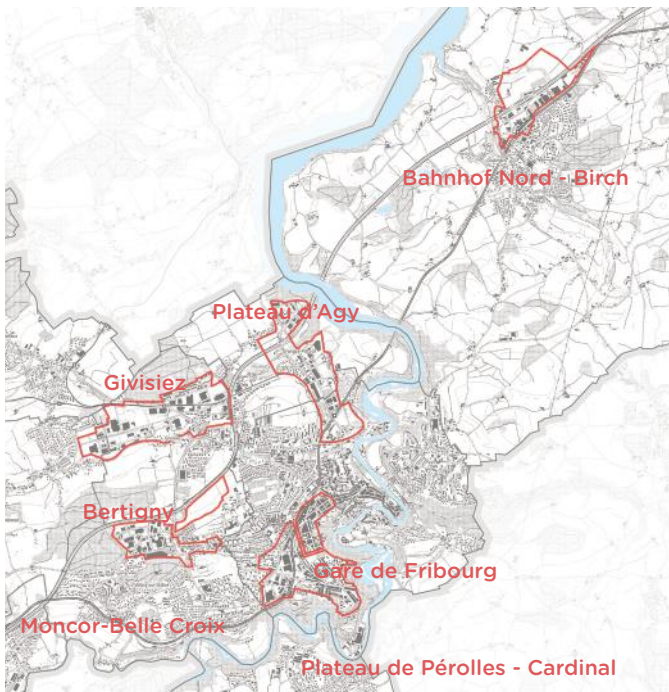 Bahnhof Nord - Birch
Plateau d'Agy
Givisiez
Bertigny
Gare de Fribourg
Moncor-Belle Croix
Plateau de Pérolles - Cardinal